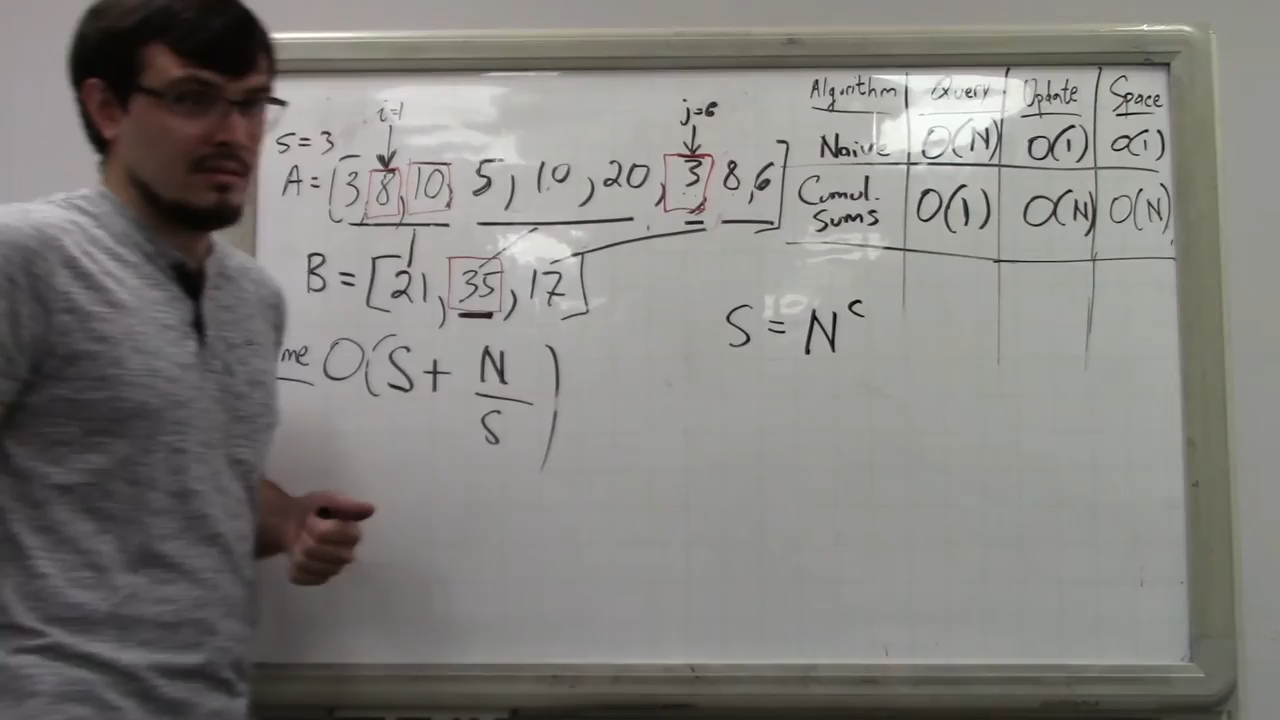 i=1
j=6
S=3
A = [3, 8, 10, 5, 10, 20, 3, 8, 6]
B = [21, 35, 17]
me O(S + N/S)
Algorithm Query Update Space
Naive O(N) O(1) O(1)
Cumul. Sums O(1) O(N) O(N)
S = N^c